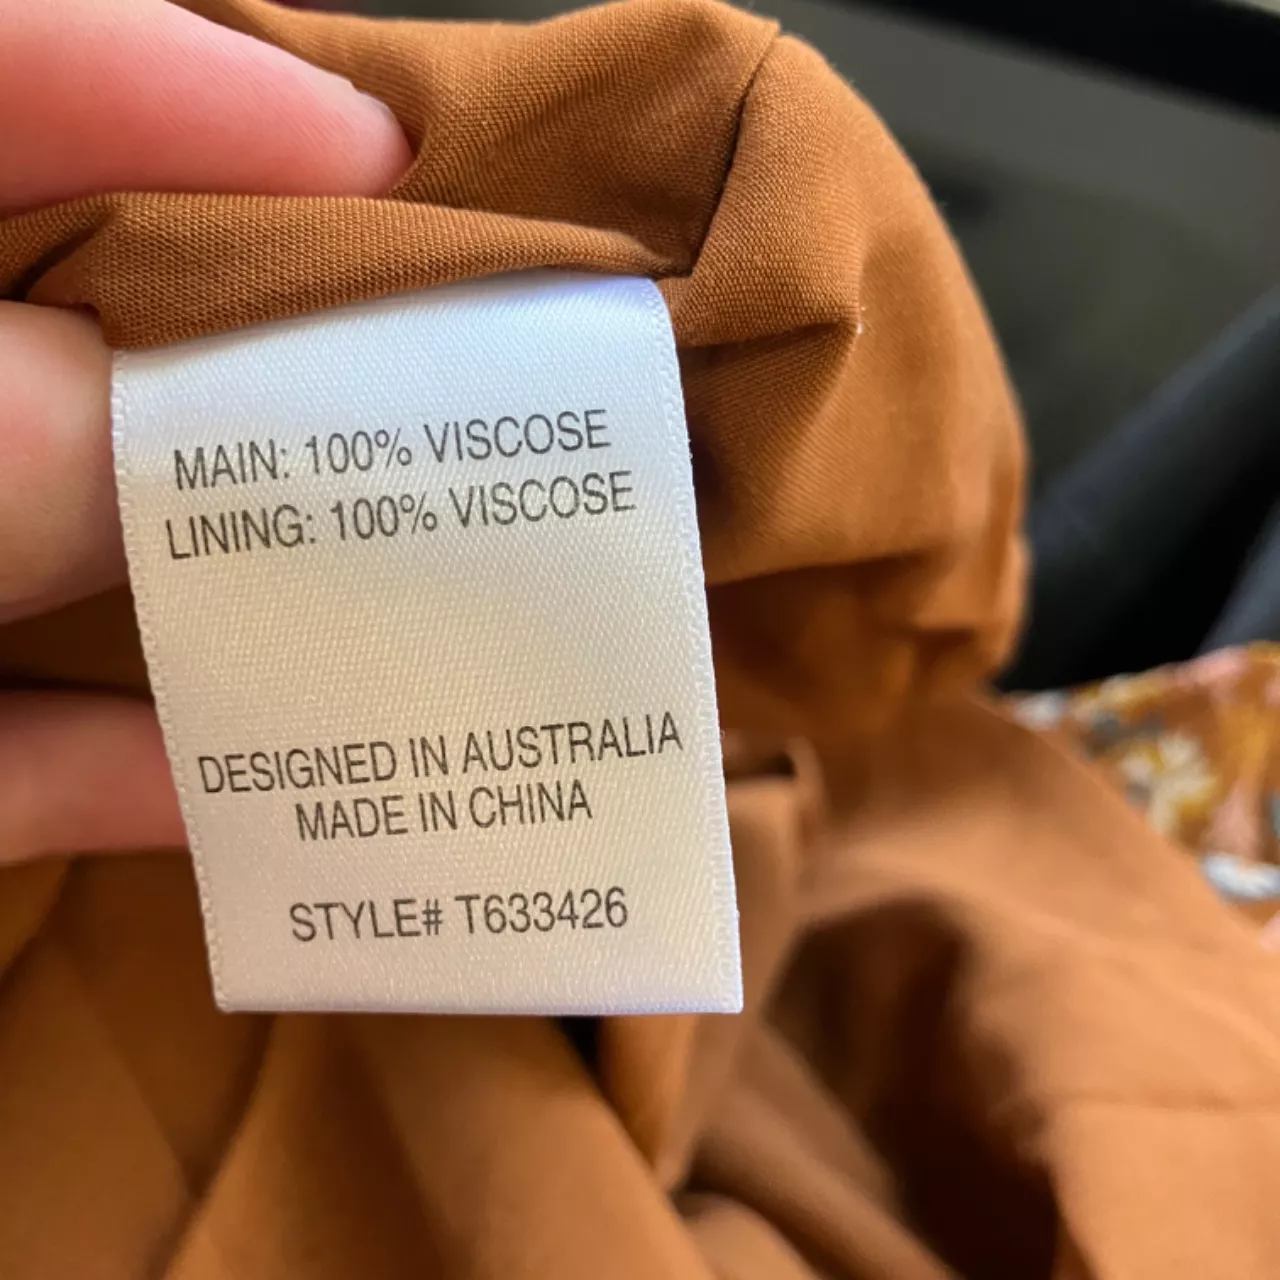 MAIN: 100% VISCOSE
LINING: 100% VISCOSE
DESIGNED IN AUSTRALIA
MADE IN CHINA
STYLE# T633426